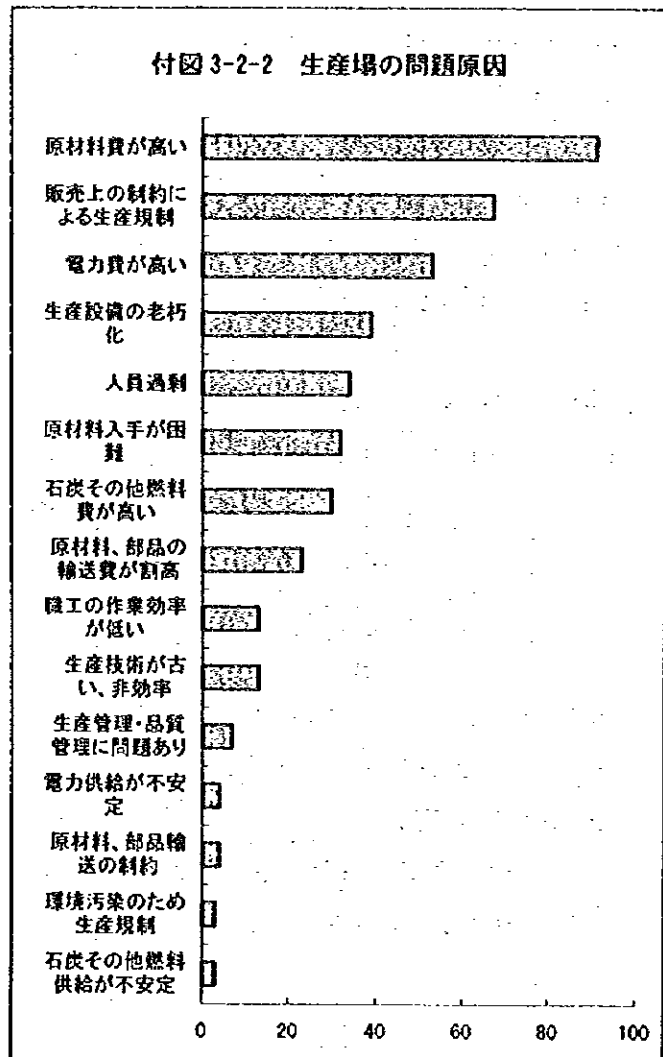 付図3-2-2 生産場の問題原因
原材料費が高い
販売上の制約に
よる生産規制
電力費が高い
生産設備の老朽
化
人員過剰
原材料入手が困
難
石炭その他燃料
費が高い
原材料、部品の
輸送費が割高
職工の作業効率
が低い
生産技術が古
い、非効率
生産管理・品質
管理に問題あり
電力供給が不安
定
原材料、部品輸
送の制約
環境汚染のため
生産規制
石炭その他燃料
供給が不安定
0 20 40 60 80 100